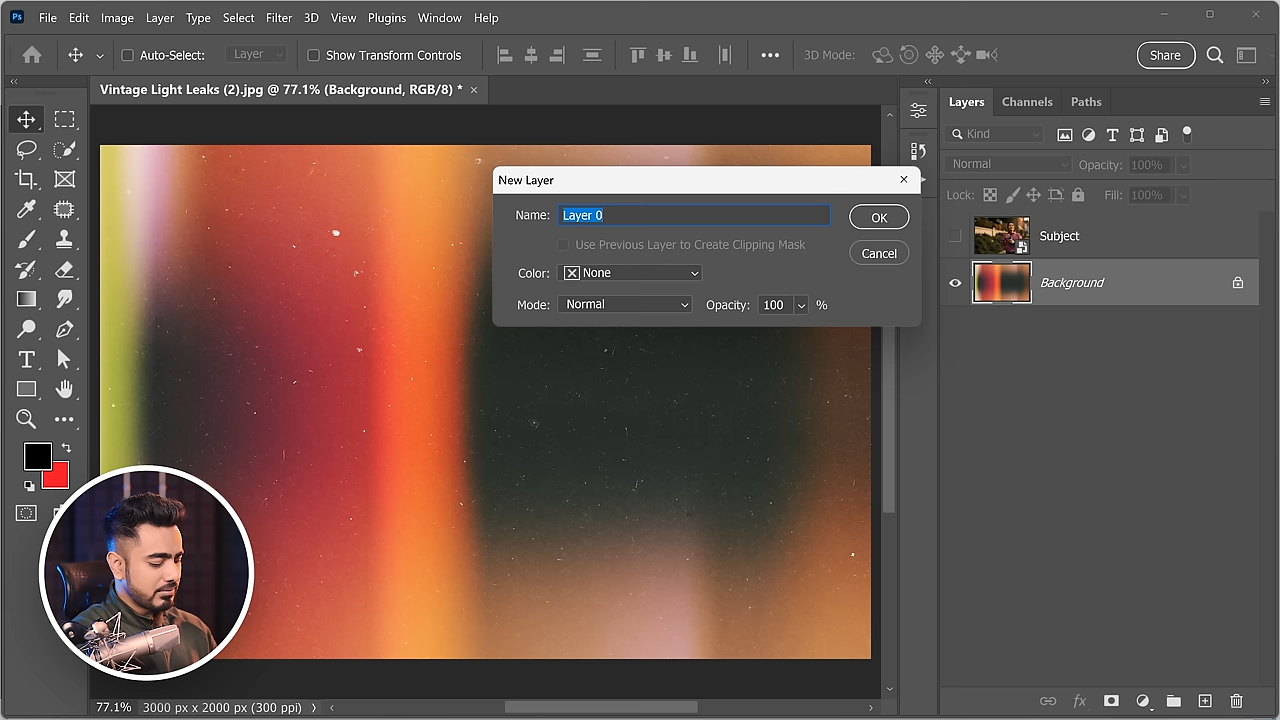 Ps File Edit Image Layer Type Select Filter 3D View Plugins Window Help
Auto-Select: Layer Show Transform Controls 3D Mode: Share
Vintage Light Leaks (2).jpg @ 77.1% (Background, RGB/8) * ×
Layers Channels Paths
Kind
Normal Opacity: 100%
Lock: Fill: 100%
Subject
Background
New Layer
Name: Layer 0 OK
Use Previous Layer to Create Clipping Mask
Cancel
Color: None
Mode: Normal Opacity: 100 %
77.1% 3000 px x 2000 px (300 ppi)
fx